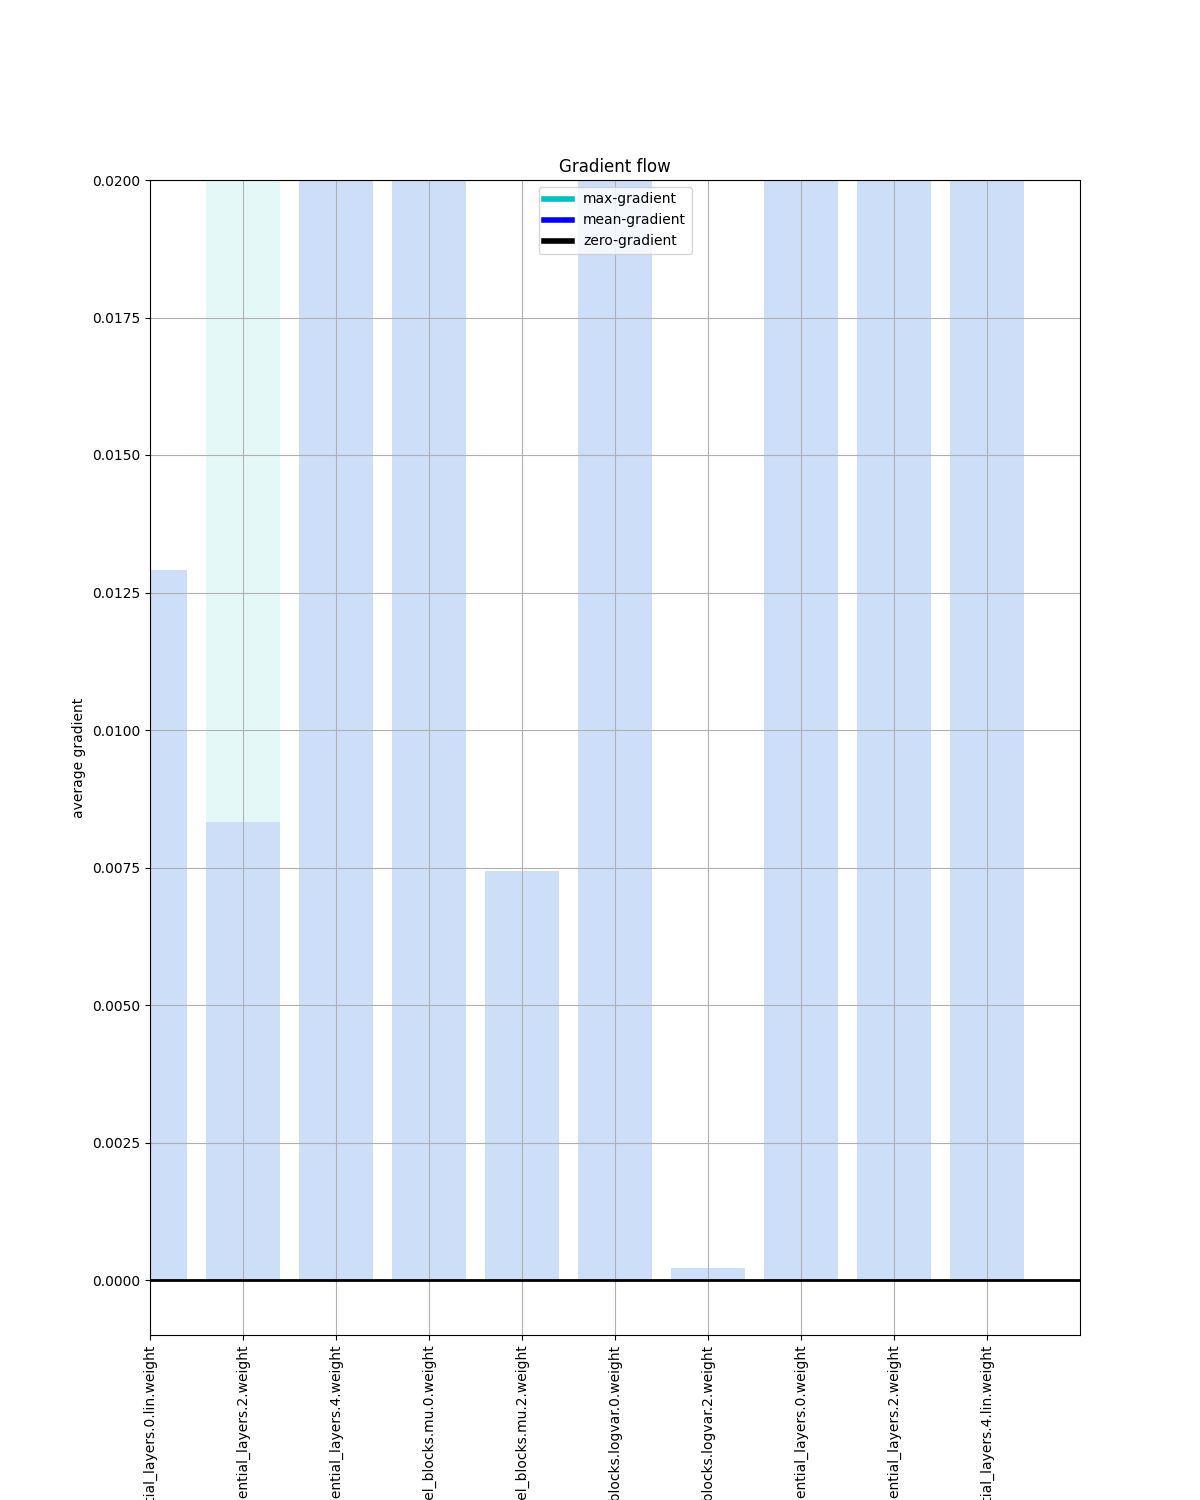 Gradient flow
max-gradient
mean-gradient
zero-gradient
0.0200
0.0175
0.0150
0.0125
0.0100
0.0075
0.0050
0.0025
0.0000
average gradient
tial_layers.0.lin.weight
ential_layers.2.weight
ential_layers.4.weight
el_blocks.mu.0.weight
el_blocks.mu.2.weight
blocks.logvar.0.weight
blocks.logvar.2.weight
ential_layers.0.weight
ential_layers.2.weight
tial_layers.4.lin.weight